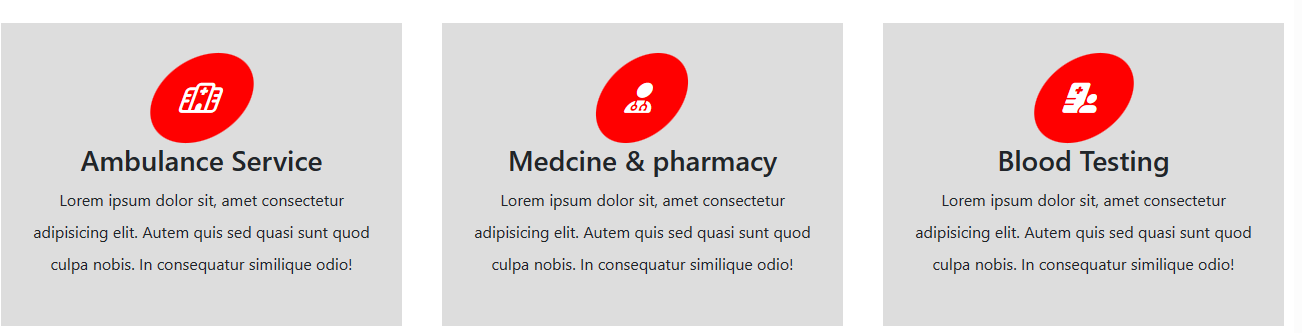 Ambulance Service
Lorem ipsum dolor sit, amet consectetur
adipisicing elit. Autem quis sed quasi sunt quod
culpa nobis. In consequatur similique odio!
Medcine & pharmacy
Lorem ipsum dolor sit, amet consectetur
adipisicing elit. Autem quis sed quasi sunt quod
culpa nobis. In consequatur similique odio!
Blood Testing
Lorem ipsum dolor sit, amet consectetur
adipisicing elit. Autem quis sed quasi sunt quod
culpa nobis. In consequatur similique odio!